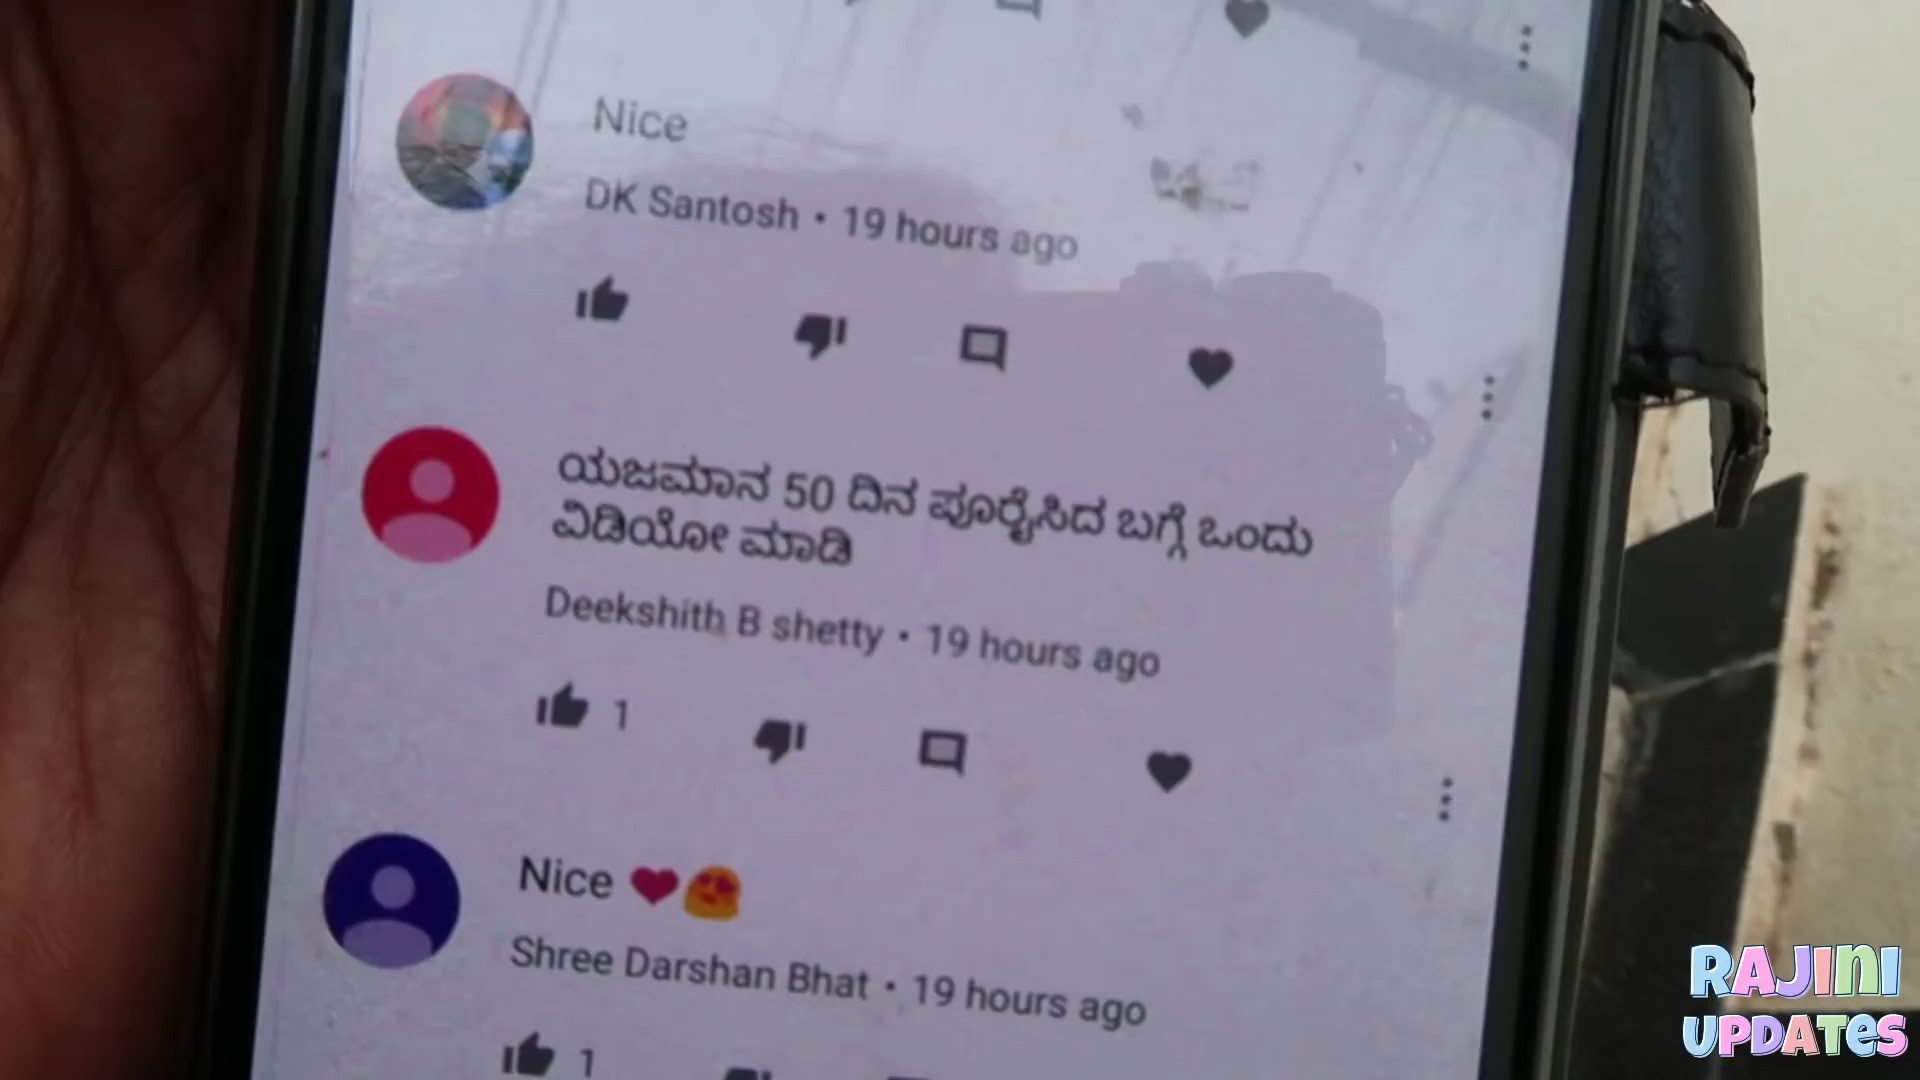 Nice
DK Santosh • 19 hours ago
ಯಜಮಾನ 50 ದಿನ ಪೂರೈಸಿದ ಬಗ್ಗೆ ಒಂದು
ವಿಡಿಯೋ ಮಾಡಿ
Deekshith B shetty • 19 hours ago
1
Nice ❤😍
Shree Darshan Bhat • 19 hours ago
1
RAJINI
UPDATES